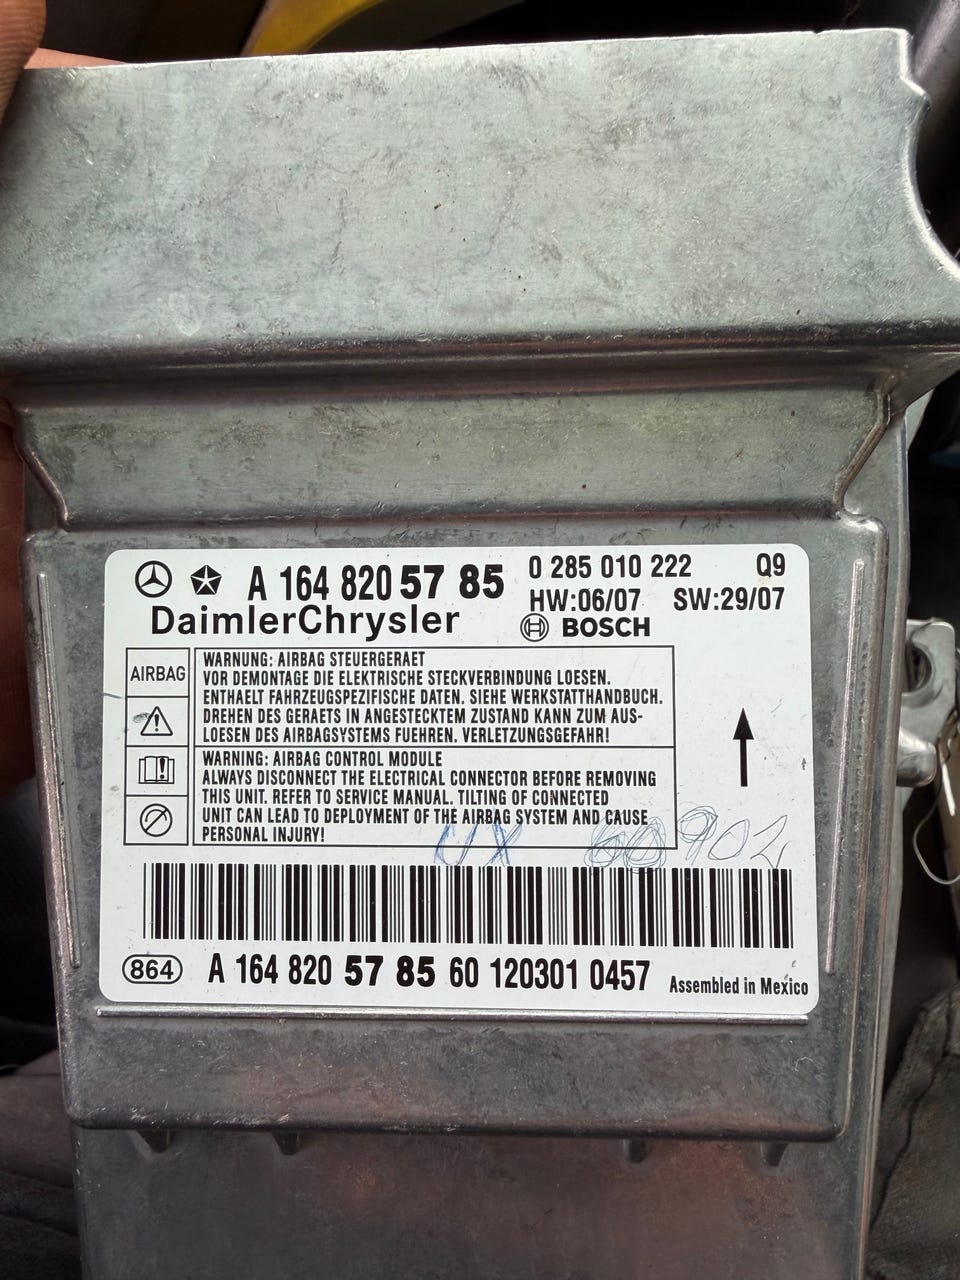 A 164 820 57 85
0 285 010 222 Q9
HW:06/07 SW:29/07
DaimlerChrysler
BOSCH
AIRBAG
WARNUNG: AIRBAG STEUERGERAET
VOR DEMONTAGE DIE ELEKTRISCHE STECKVERBINDUNG LOESEN.
ENTHAELT FAHRZEUGSPEZIFISCHE DATEN. SIEHE WERKSTATTHANDBUCH.
DREHEN DES GERAETS IN ANGESTECKTEM ZUSTAND KANN ZUM AUS-
LOESEN DES AIRBAGSYSTEMS FUEHREN. VERLETZUNGSGEFAHR!
WARNING: AIRBAG CONTROL MODULE
ALWAYS DISCONNECT THE ELECTRICAL CONNECTOR BEFORE REMOVING
THIS UNIT. REFER TO SERVICE MANUAL. TILTING OF CONNECTED
UNIT CAN LEAD TO DEPLOYMENT OF THE AIRBAG SYSTEM AND CAUSE
PERSONAL INJURY!
864
A 164 820 57 85 60 120301 0457
Assembled in Mexico